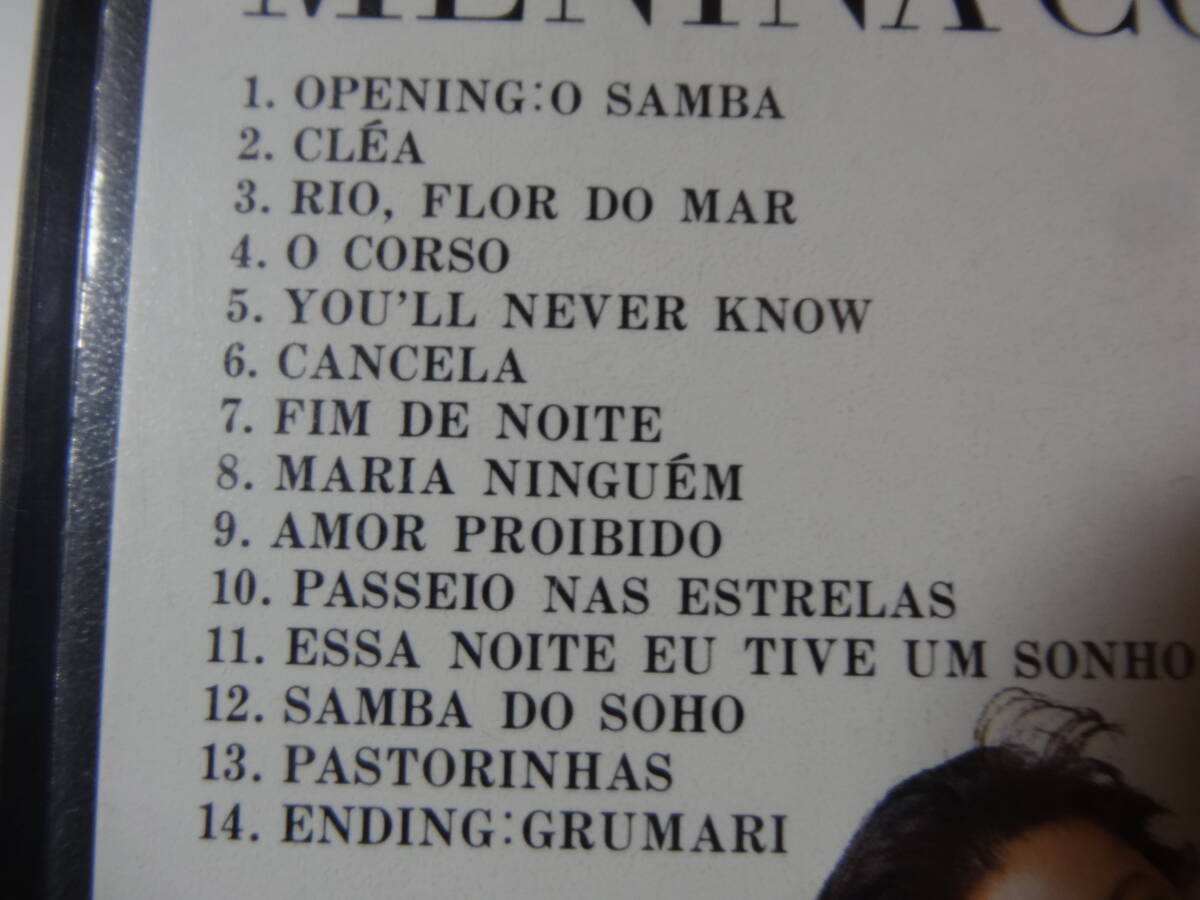 MENINA CO
1. OPENING:O SAMBA
2. CLÉA
3. RIO, FLOR DO MAR
4. O CORSO
5. YOU'LL NEVER KNOW
6. CANCELA
7. FIM DE NOITE
8. MARIA NINGUÉM
9. AMOR PROIBIDO
10. PASSEIO NAS ESTRELAS
11. ESSA NOITE EU TIVE UM SONHO
12. SAMBA DO SOHO
13. PASTORINHAS
14. ENDING:GRUMARI